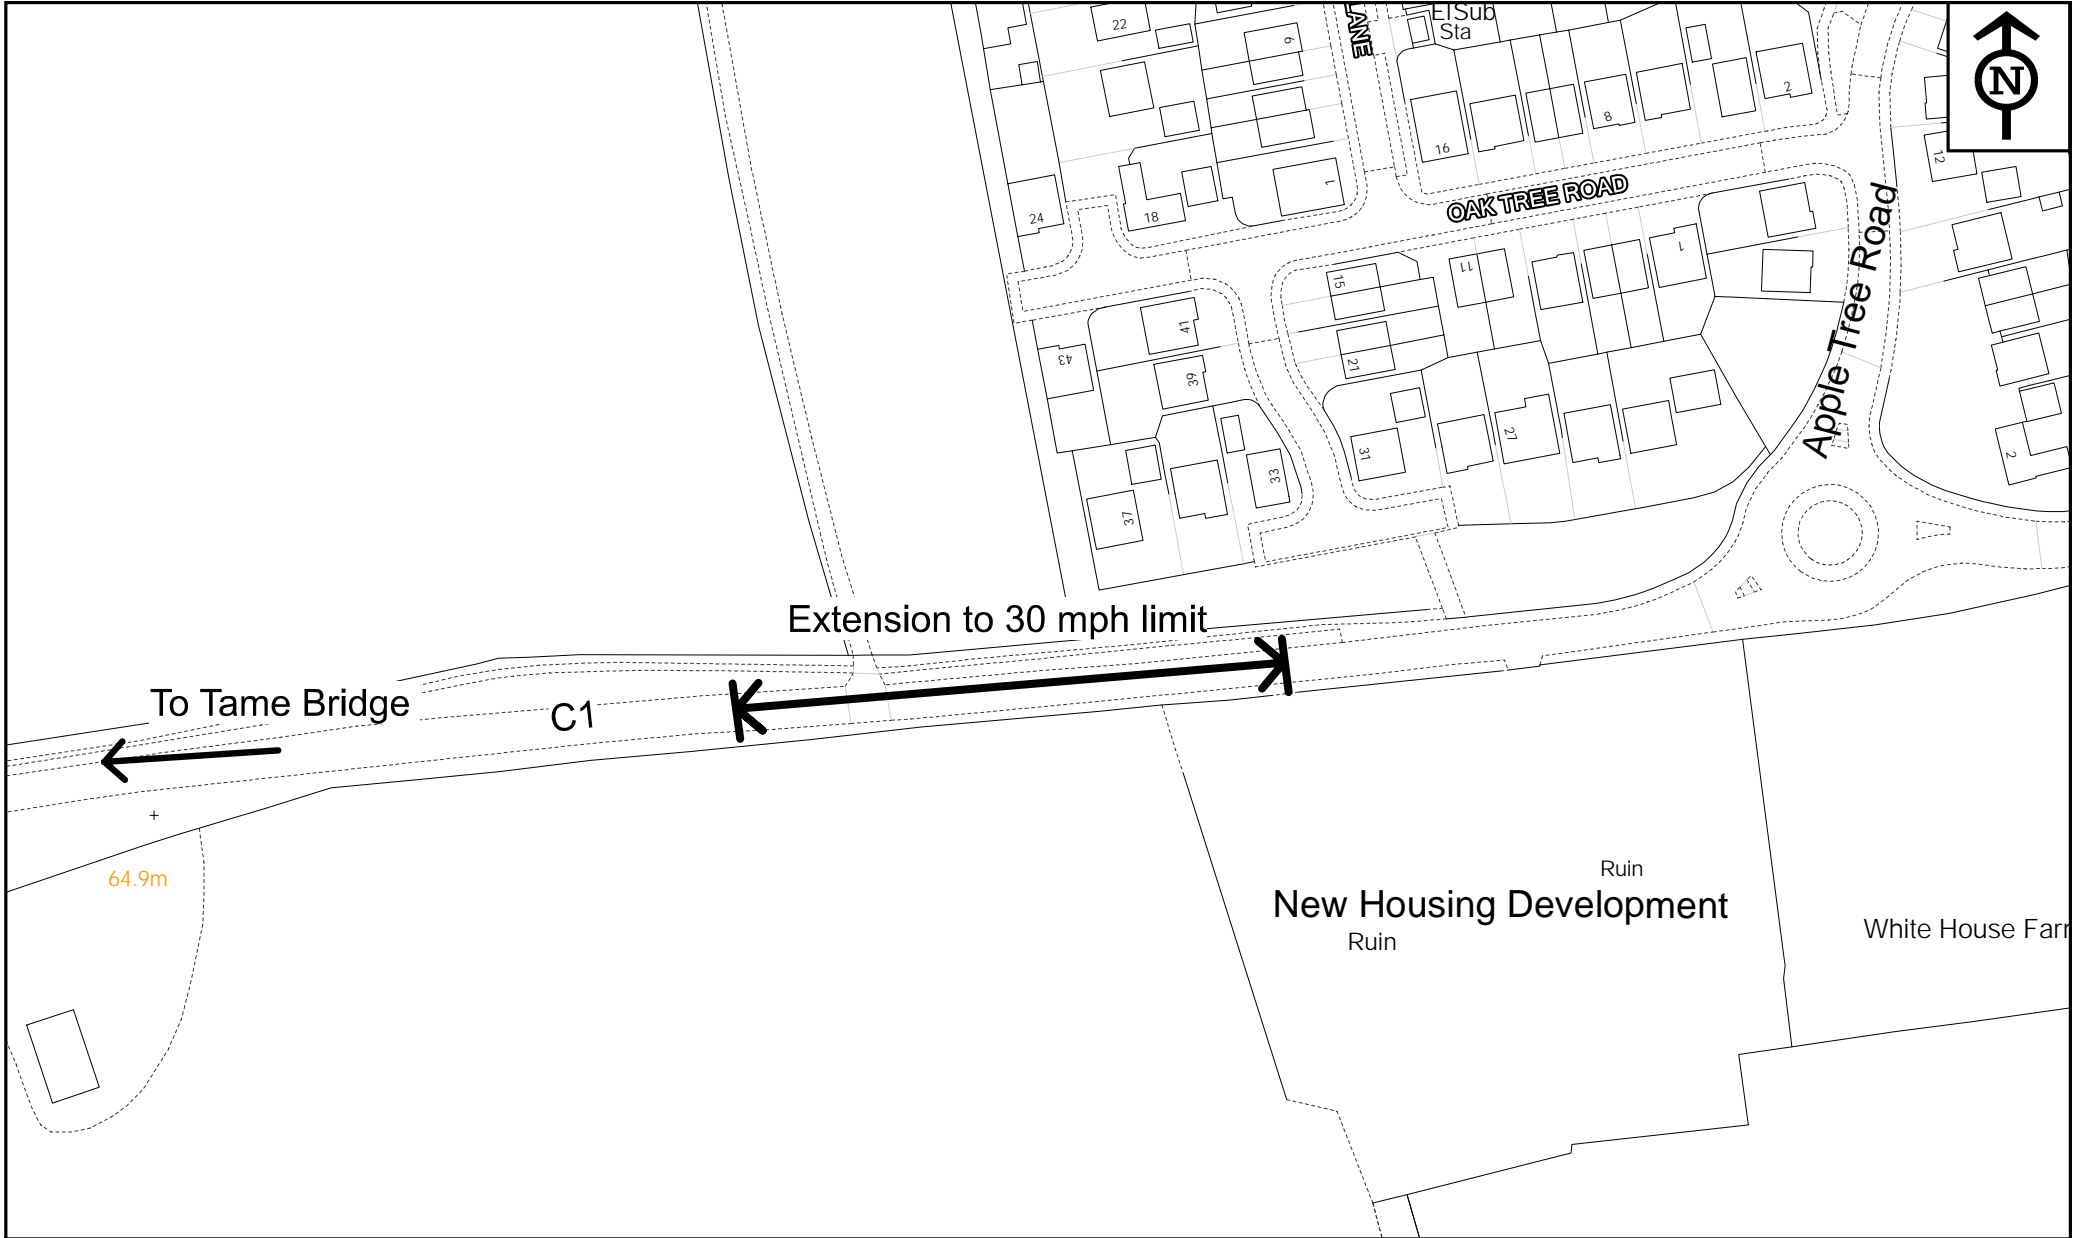 22
9
LANE
El Sub
Sta
N
2
8
16
12
1
18
24
OAK TREE ROAD
Apple Tree Road
1
11
15
41
43
21
39
31
27
2
33
37
Extension to 30 mph limit
To Tame Bridge
C1
64.9m
Ruin
New Housing Development
Ruin
White House Far